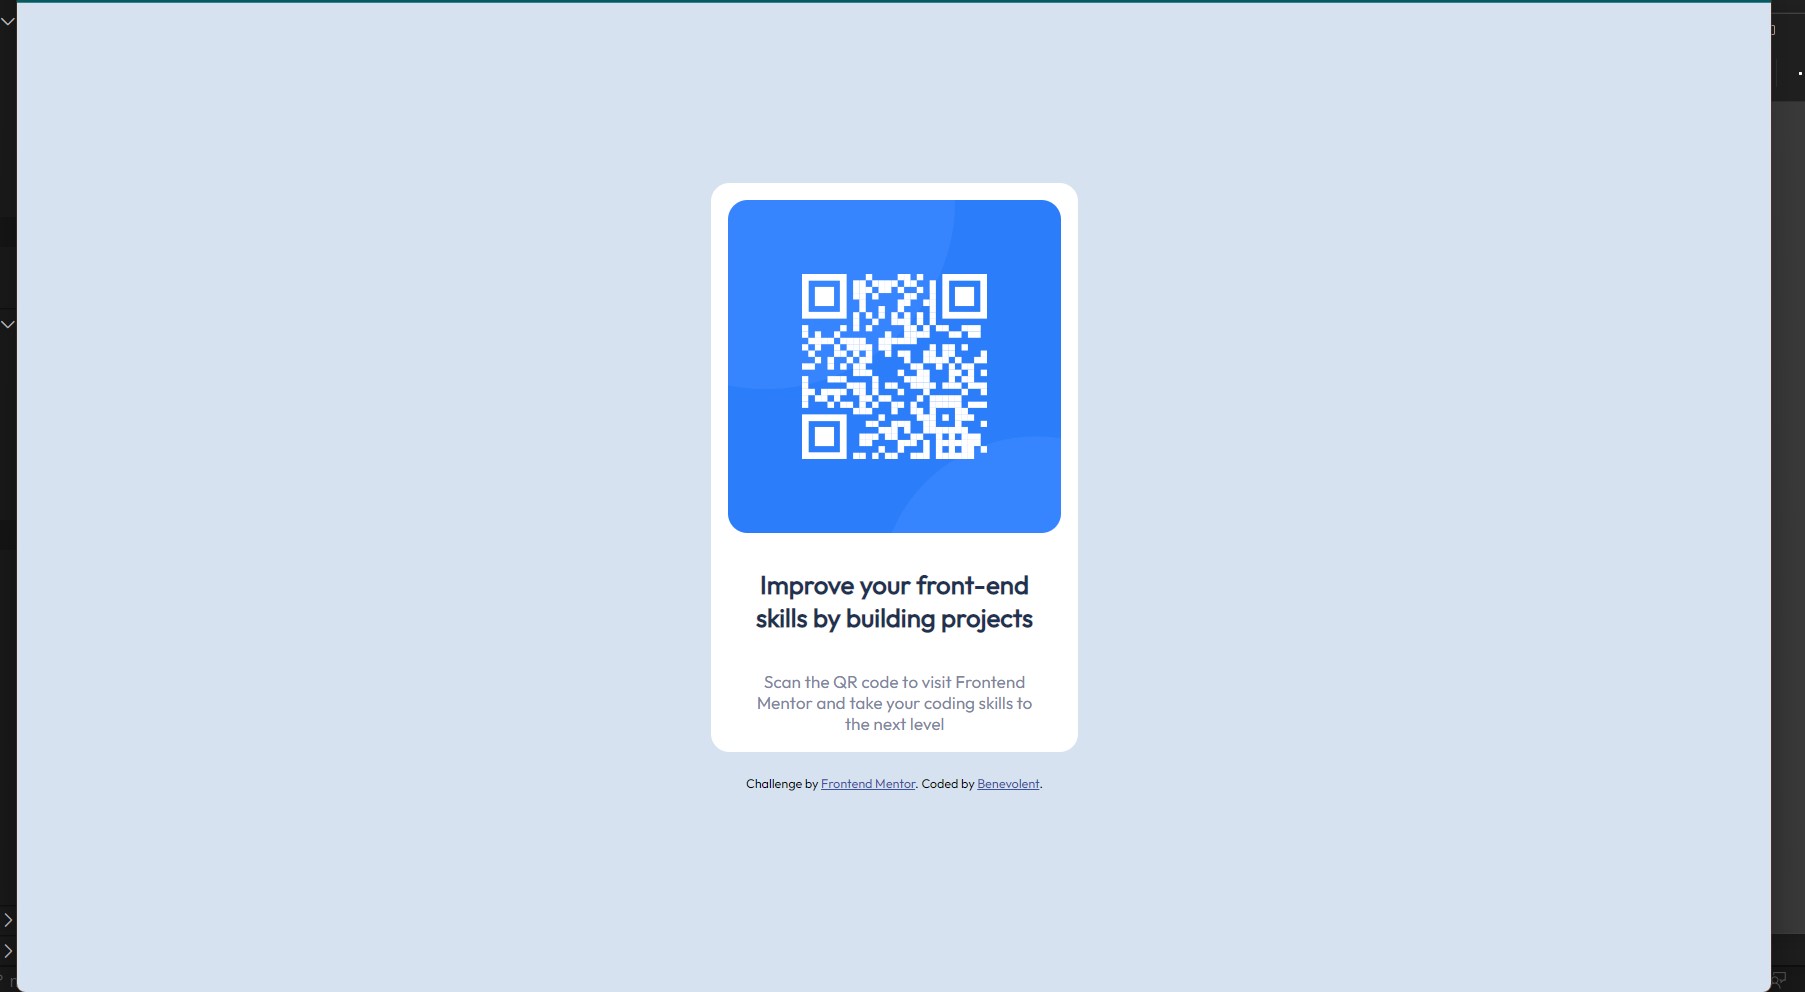 Improve your front-end
skills by building projects
Scan the QR code to visit Frontend
Mentor and take your coding skills to
the next level
Challenge by Frontend Mentor. Coded by Benevolent.